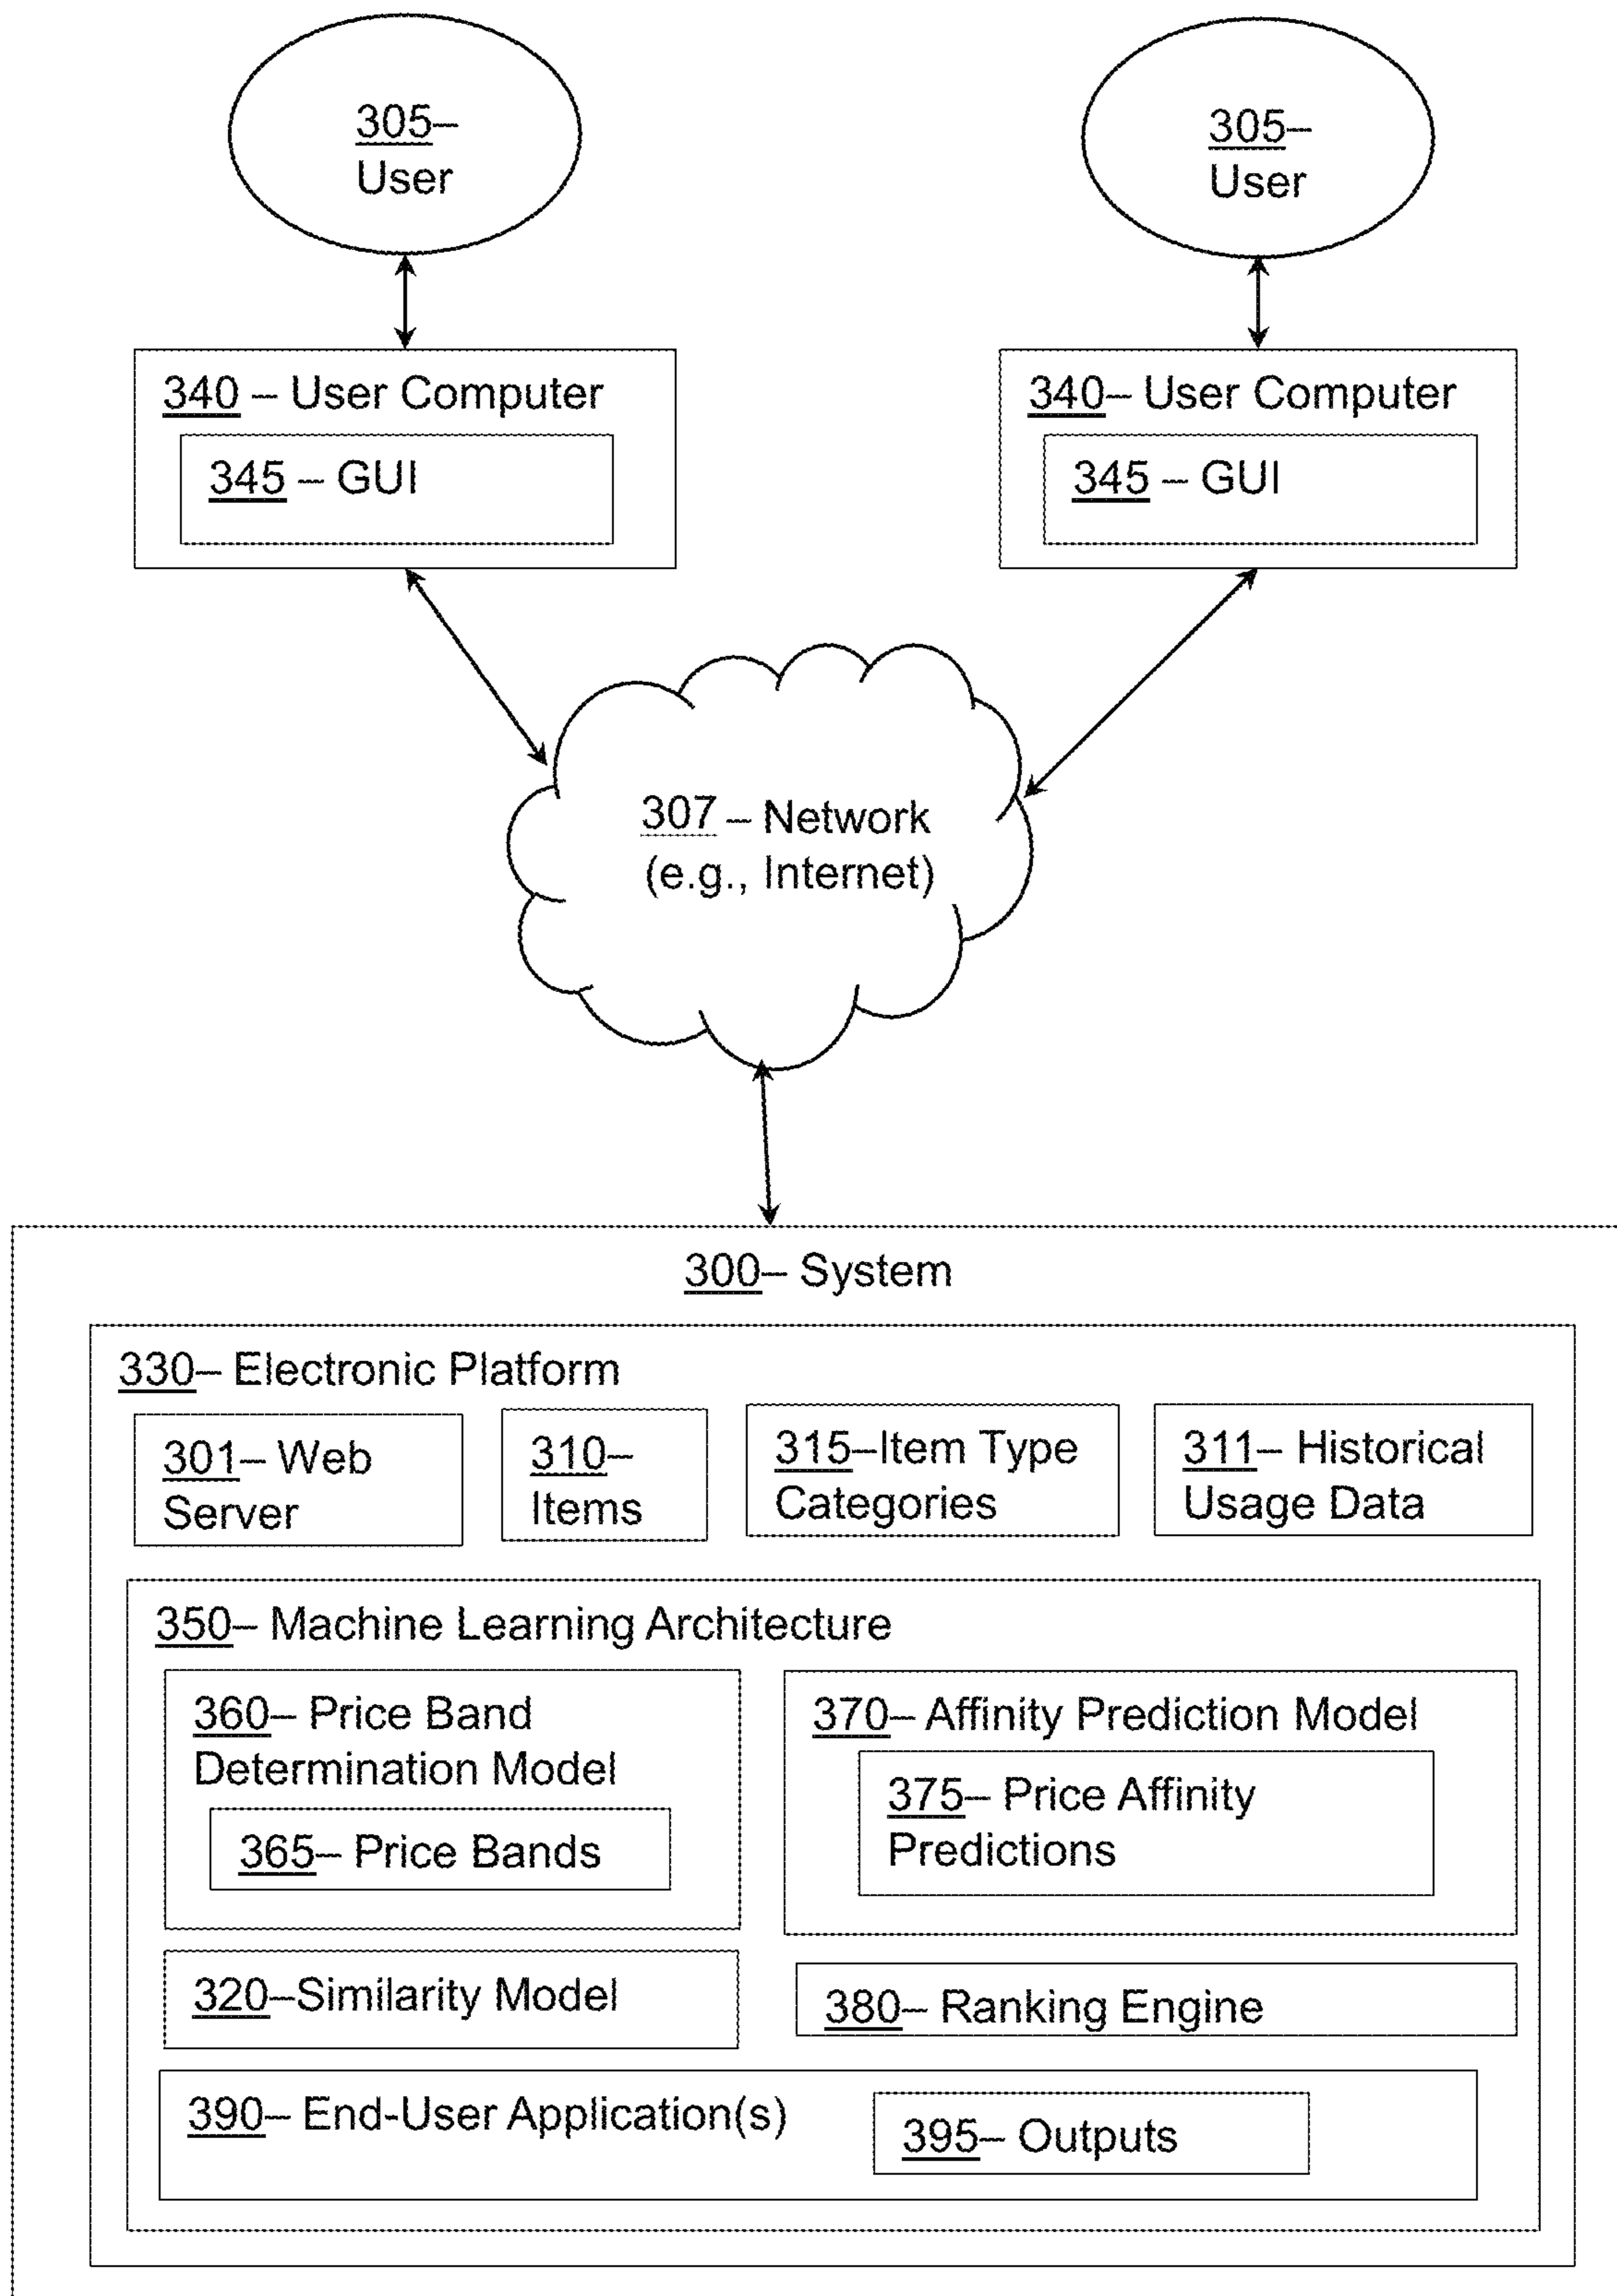 305–
User
305–
User
340 – User Computer
345 – GUI
340– User Computer
345 – GUI
307 – Network
(e.g., Internet)
300– System
330– Electronic Platform
301– Web
Server
310–
Items
315–Item Type
Categories
311– Historical
Usage Data
350– Machine Learning Architecture
360– Price Band
Determination Model
365– Price Bands
370– Affinity Prediction Model
375– Price Affinity
Predictions
320–Similarity Model
380– Ranking Engine
390– End-User Application(s)
395– Outputs